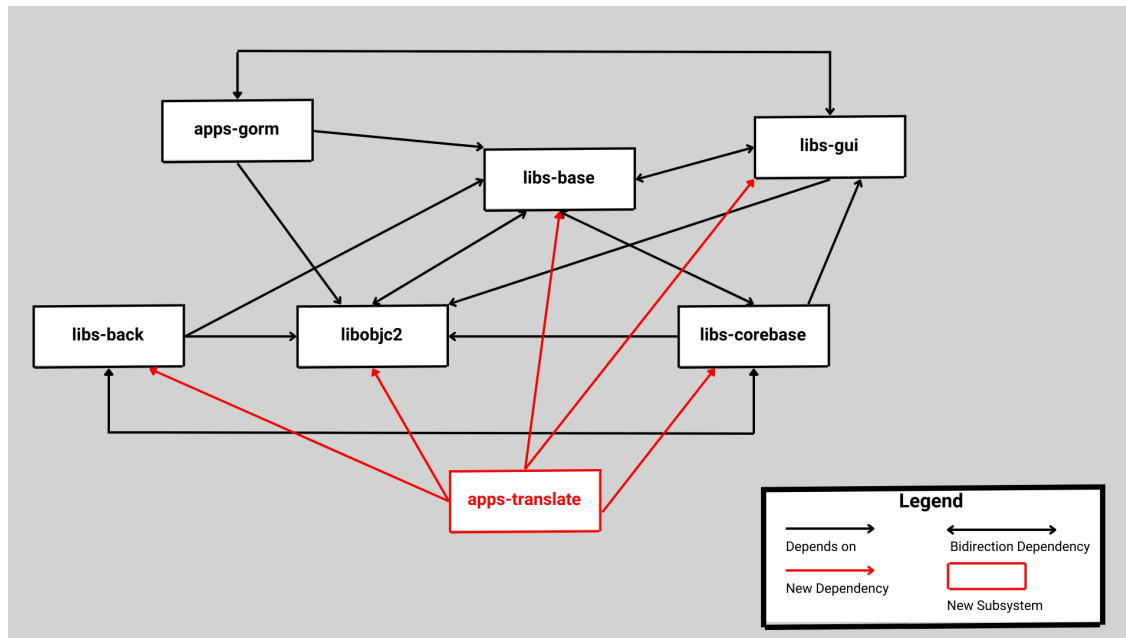 apps-gorm
libs-gui
libs-base
libs-back
libobjc2
libs-corebase
apps-translate
Legend
Depends on
Bidirection Dependency
New Dependency
New Subsystem